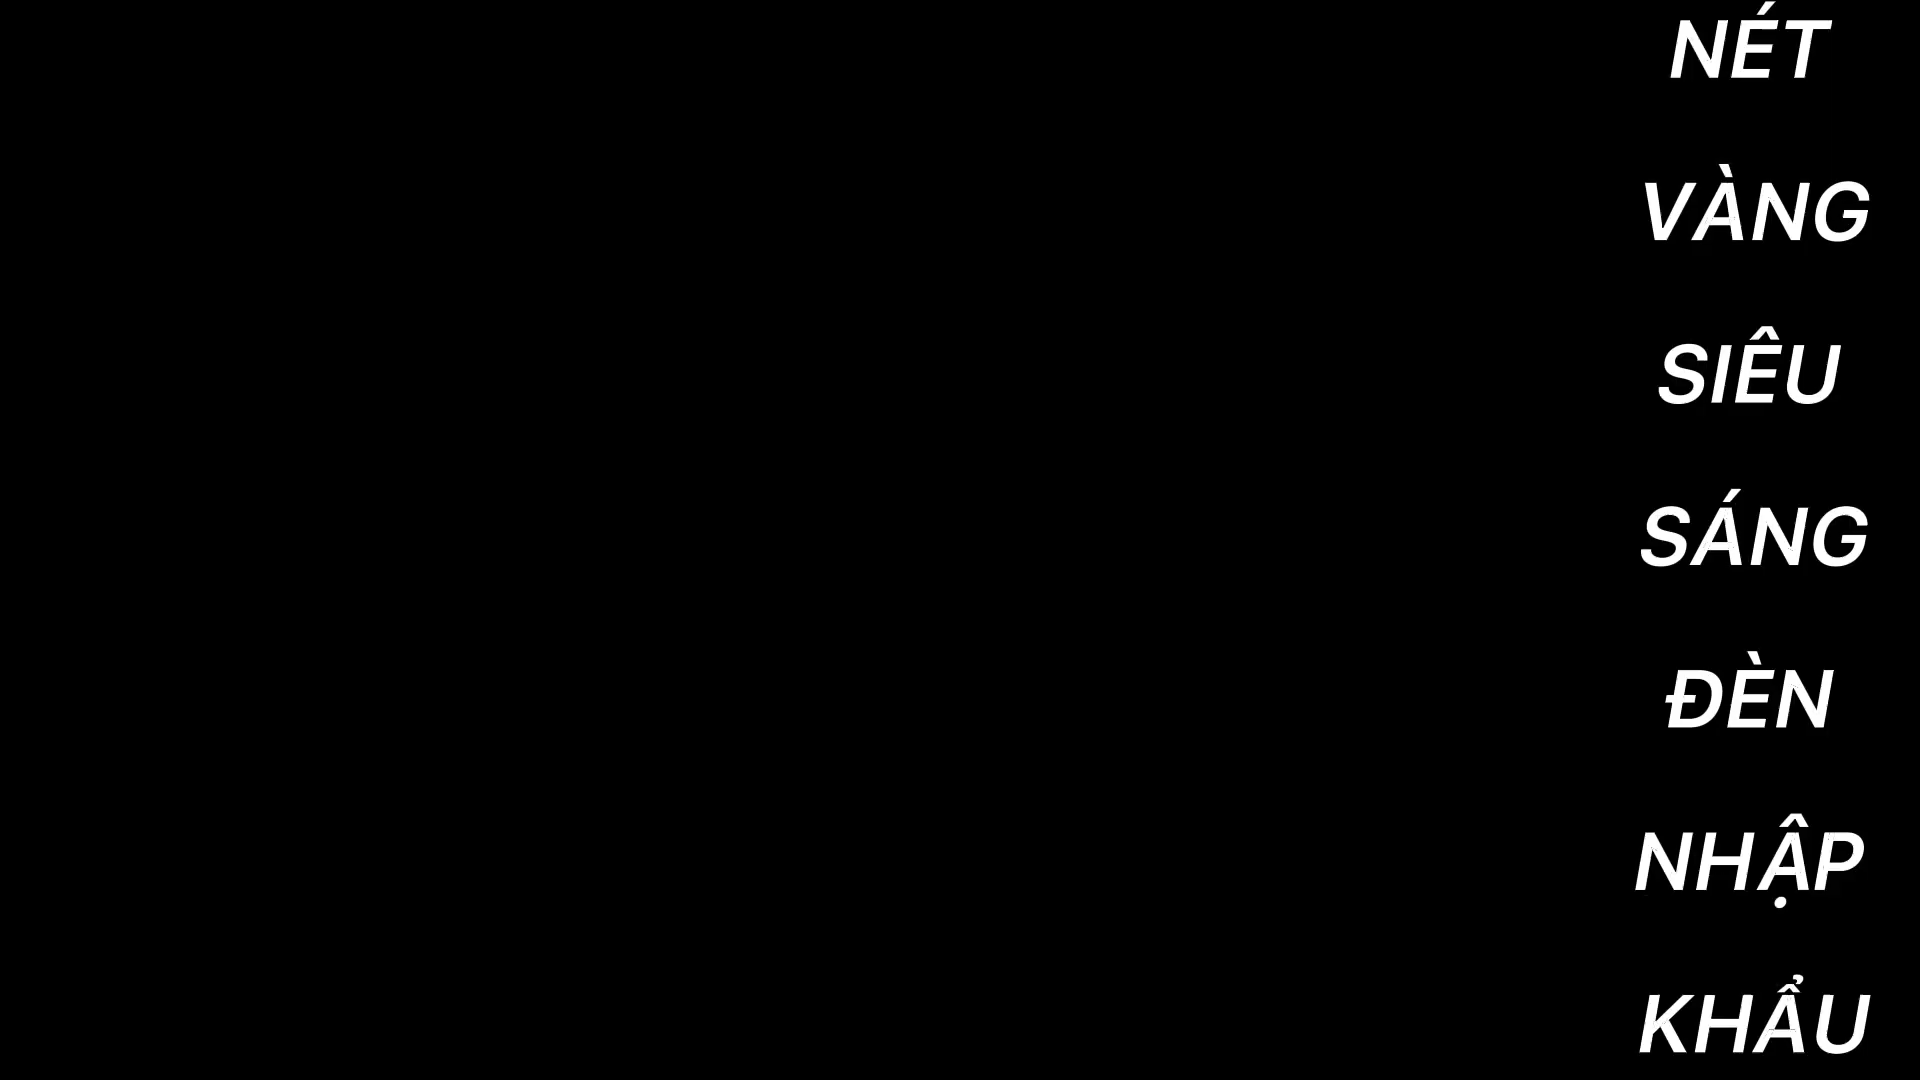 NÉT
VÀNG
SIÊU
SÁNG
ĐÈN
NHẬP
KHẨU